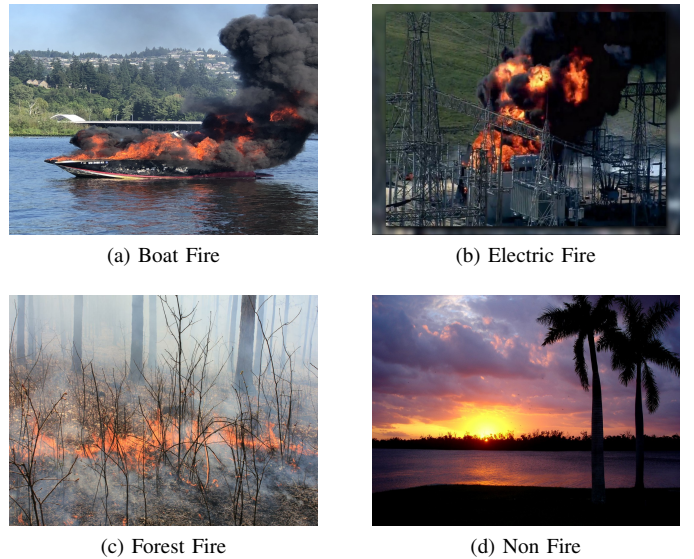 (a) Boat Fire
(b) Electric Fire
(c) Forest Fire
(d) Non Fire